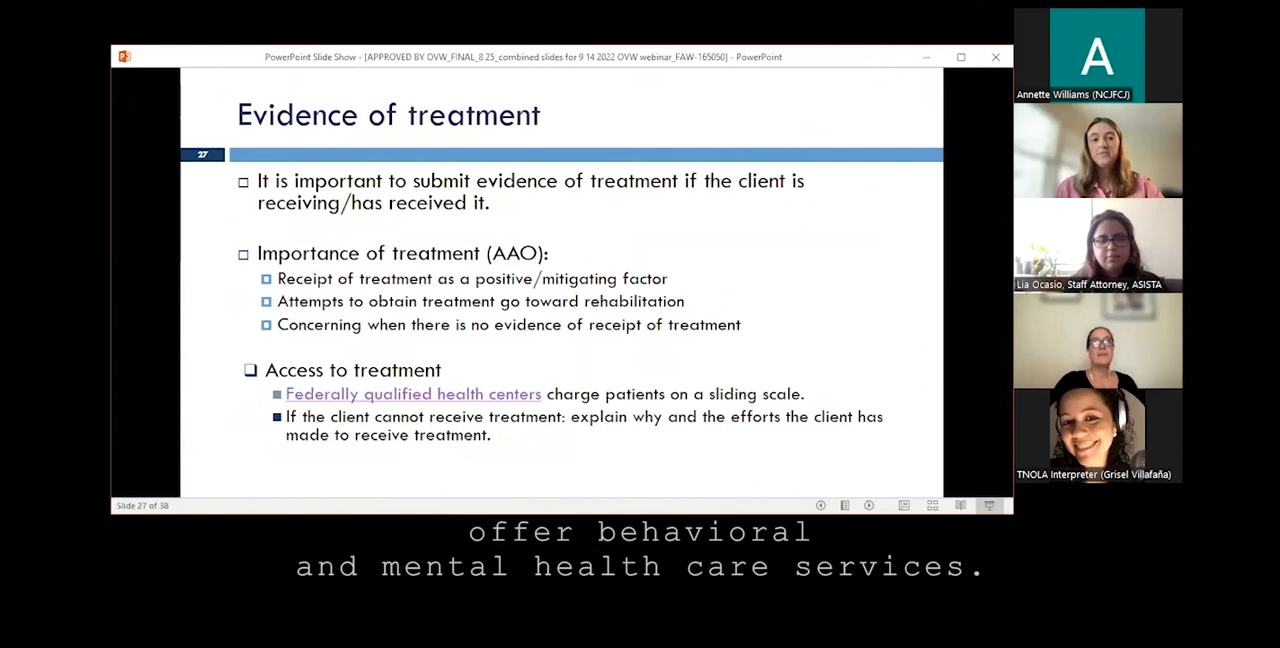 PowerPoint Slide Show - [APPROVED BY OVW_FINAL_8 25_combined slides for 9 14 2022 OVW webinar_FAW-165050] - PowerPoint
Evidence of treatment
27
It is important to submit evidence of treatment if the client is
receiving/has received it.
Importance of treatment (AAO):
Receipt of treatment as a positive/mitigating factor
Attempts to obtain treatment go toward rehabilitation
Concerning when there is no evidence of receipt of treatment
Access to treatment
Federally qualified health centers charge patients on a sliding scale.
If the client cannot receive treatment: explain why and the efforts the client has
made to receive treatment.
Slide 27 of 38
A
Annette Williams (NCJFCJ)
Lia Ocasio, Staff Attorney, ASISTA
TNOLA Interpreter (Grisel Villafaña)
offer behavioral
and mental health care services.